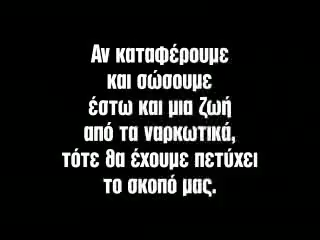 Αν καταφέρουμε
και σώσουμε
έστω και μια ζωή
από τα ναρκωτικά,
τότε θα έχουμε πετύχει
το σκοπό μας.